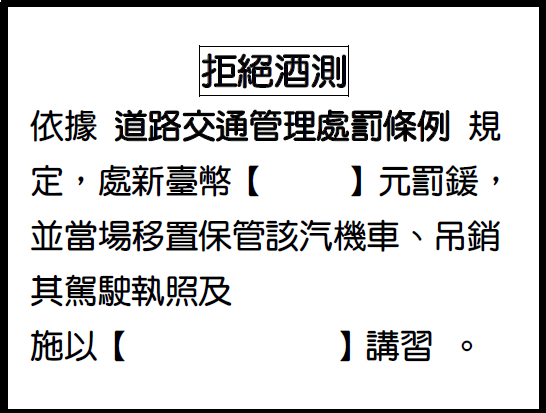 拒絕酒測
依據 道路交通管理處罰條例 規
定，處新臺幣【　　】元罰鍰，
並當場移置保管該汽機車、吊銷
其駕駛執照及
施以【　　　　　　】講習 。